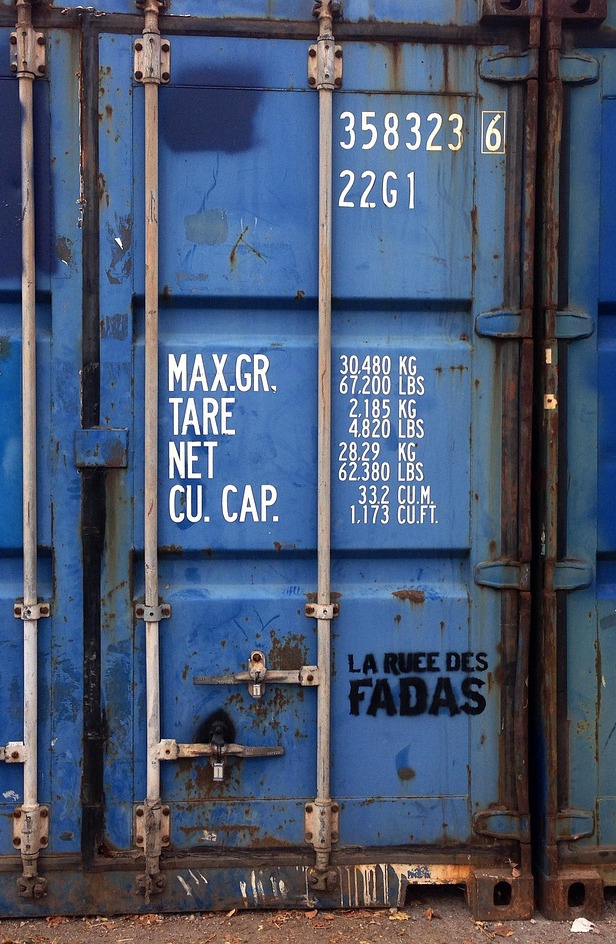 358323 6
22G1
MAX.GR. 30.480 KG
67.200 LBS
TARE 2.185 KG
4.820 LBS
NET 28.29 KG
62.380 LBS
CU. CAP. 33.2 CU.M.
1.173 CU.FT.
LA RUEE DES
FADAS